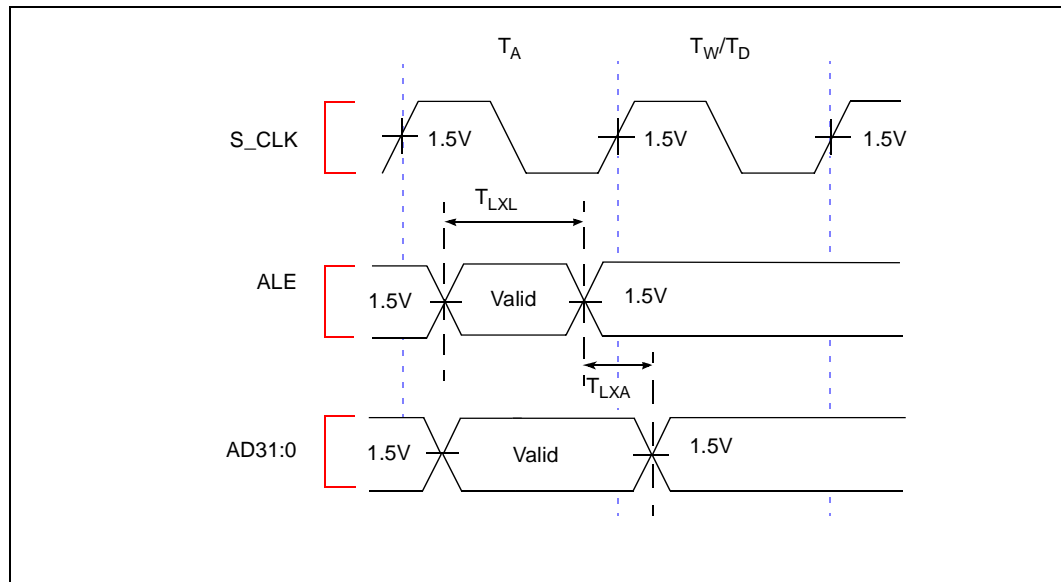 T_A T_W/T_D
S_CLK 1.5V 1.5V 1.5V
T_LXL
ALE 1.5V Valid 1.5V
T_LXA
AD31:0 1.5V Valid 1.5V